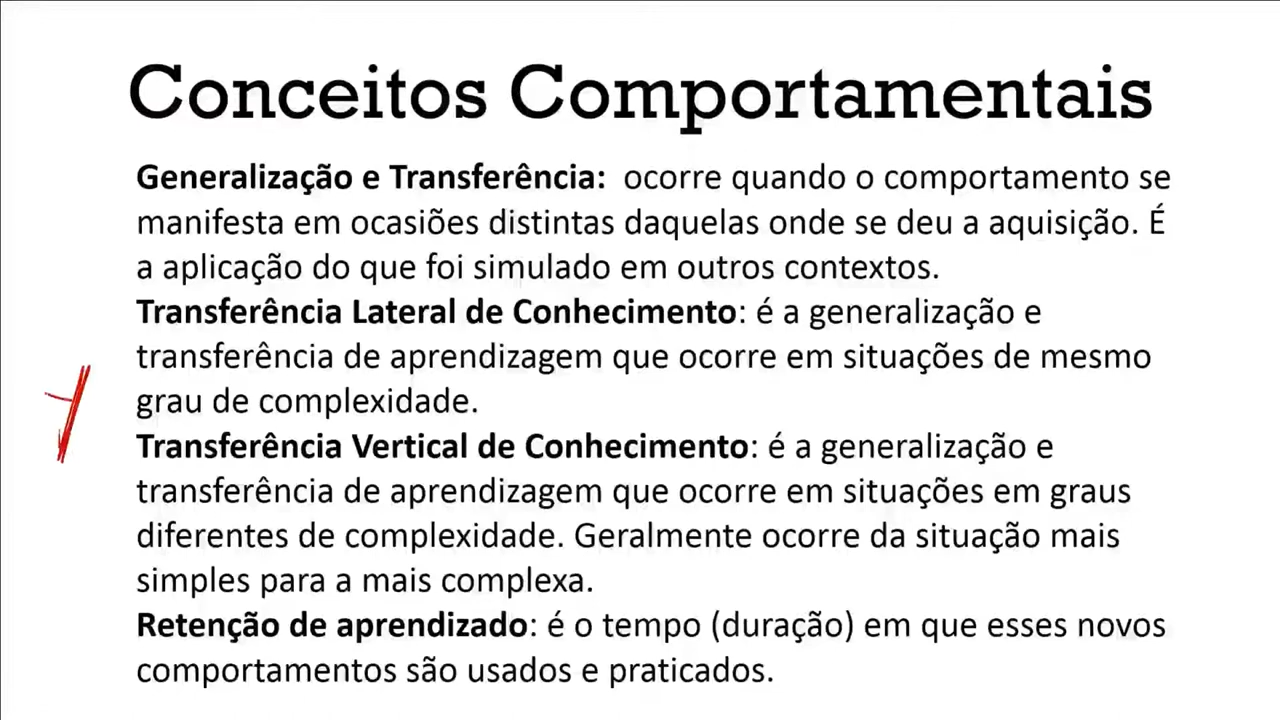 Conceitos Comportamentais
Generalização e Transferência: ocorre quando o comportamento se
manifesta em ocasiões distintas daquelas onde se deu a aquisição. É
a aplicação do que foi simulado em outros contextos.
Transferência Lateral de Conhecimento: é a generalização e
transferência de aprendizagem que ocorre em situações de mesmo
grau de complexidade.
Transferência Vertical de Conhecimento: é a generalização e
transferência de aprendizagem que ocorre em situações em graus
diferentes de complexidade. Geralmente ocorre da situação mais
simples para a mais complexa.
Retenção de aprendizado: é o tempo (duração) em que esses novos
comportamentos são usados e praticados.